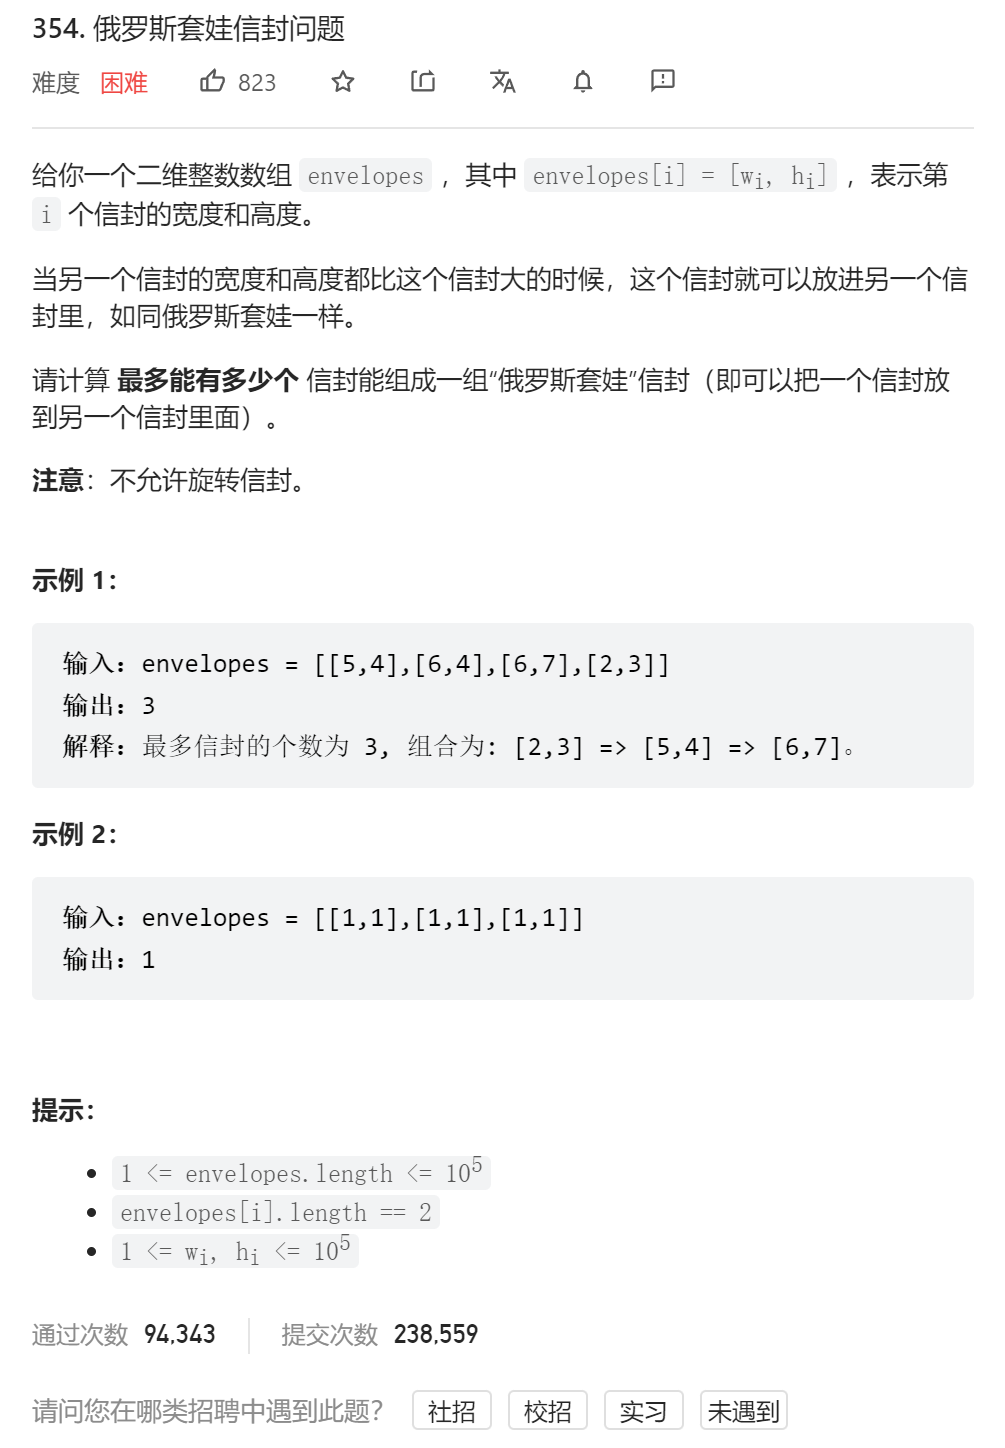 354. 俄罗斯套娃信封问题
难度 困难 823
给你一个二维整数数组 envelopes ，其中 envelopes[i] = [wi, hi] ，表示第
i 个信封的宽度和高度。
当另一个信封的宽度和高度都比这个信封大的时候，这个信封就可以放进另一个信
封里，如同俄罗斯套娃一样。
请计算 最多能有多少个 信封能组成一组“俄罗斯套娃”信封（即可以把一个信封放
到另一个信封里面）。
注意：不允许旋转信封。
示例 1：
输入：envelopes = [[5,4],[6,4],[6,7],[2,3]]
输出：3
解释：最多信封的个数为 3, 组合为: [2,3] => [5,4] => [6,7]。
示例 2：
输入：envelopes = [[1,1],[1,1],[1,1]]
输出：1
提示：
1 <= envelopes.length <= 10^5
envelopes[i].length == 2
1 <= wi, hi <= 10^5
通过次数 94,343 提交次数 238,559
请问您在哪类招聘中遇到此题？ 社招 校招 实习 未遇到